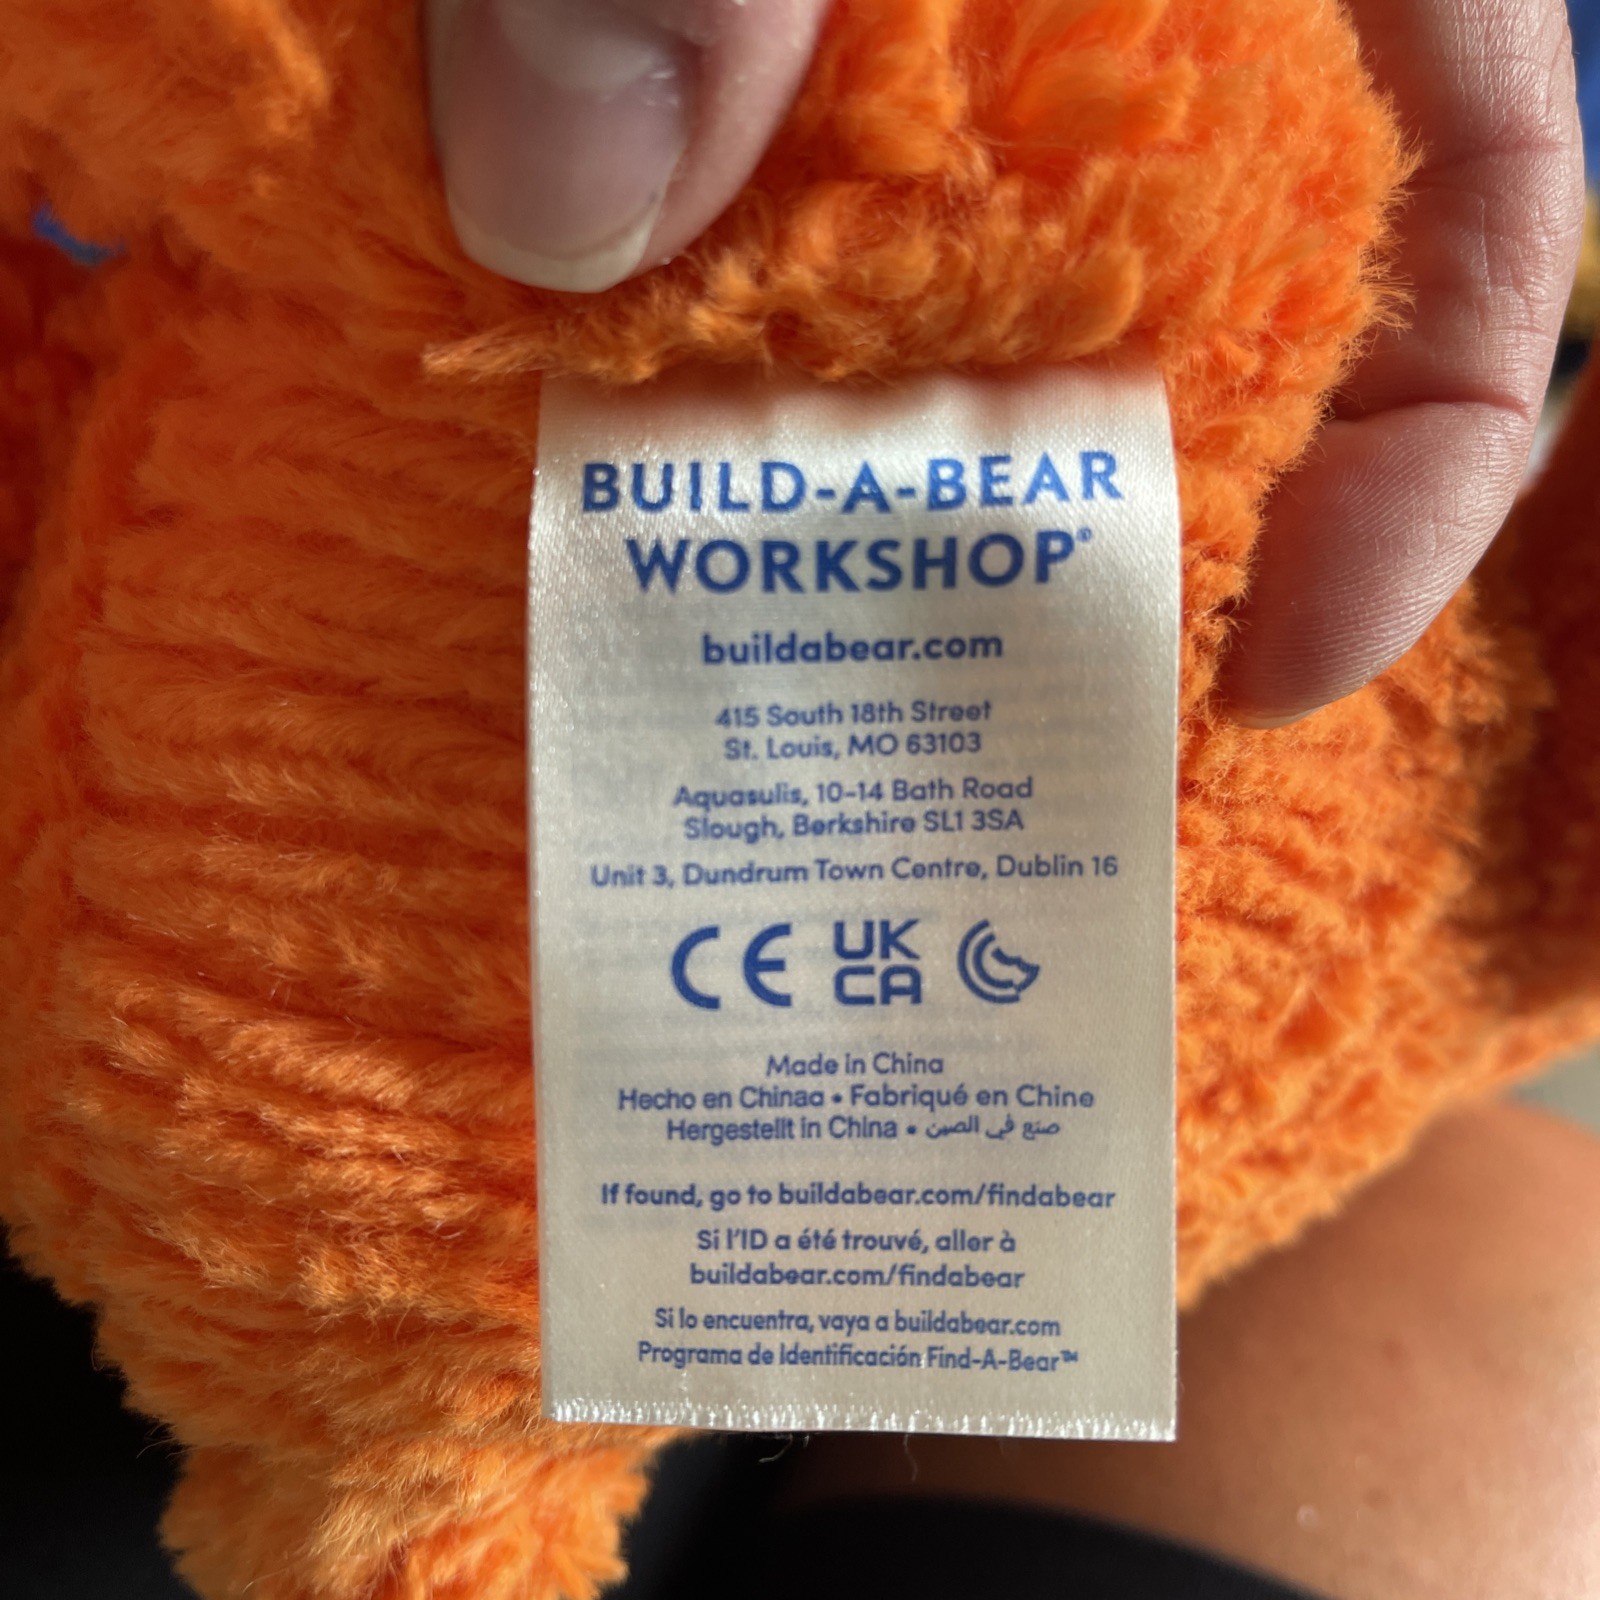 BUILD-A-BEAR
WORKSHOP®
buildabear.com
415 South 18th Street
St. Louis, MO 63103
Aquasulis, 10-14 Bath Road
Slough, Berkshire SL1 3SA
Unit 3, Dundrum Town Centre, Dublin 16
CE UK CA
Made in China
Hecho en Chinaa • Fabriqué en Chine
Hergestellt in China • صنع في الصين
If found, go to buildabear.com/findabear
Si l'ID a été trouvé, aller à
buildabear.com/findabear
Si lo encuentra, vaya a buildabear.com
Programa de Identificación Find-A-Bear™